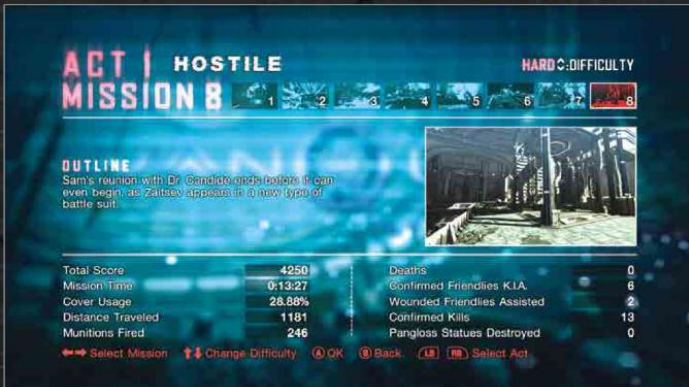 ACT I HOSTILE
HARD :DIFFICULTY
MISSION 8
1 2 3 4 5 6 7 8
OUTLINE
Sam's reunion with Dr. Candide ends before it can
even begin, as Zaitsev appears in a new type of
battle suit.
Total Score 4250
Mission Time 0:13:27
Cover Usage 28.88%
Distance Traveled 1181
Munitions Fired 246
Deaths 0
Confirmed Friendlies K.I.A. 6
Wounded Friendlies Assisted 2
Confirmed Kills 13
Pangloss Statues Destroyed 0
Select Mission Change Difficulty A OK B Back LB RB Select Act